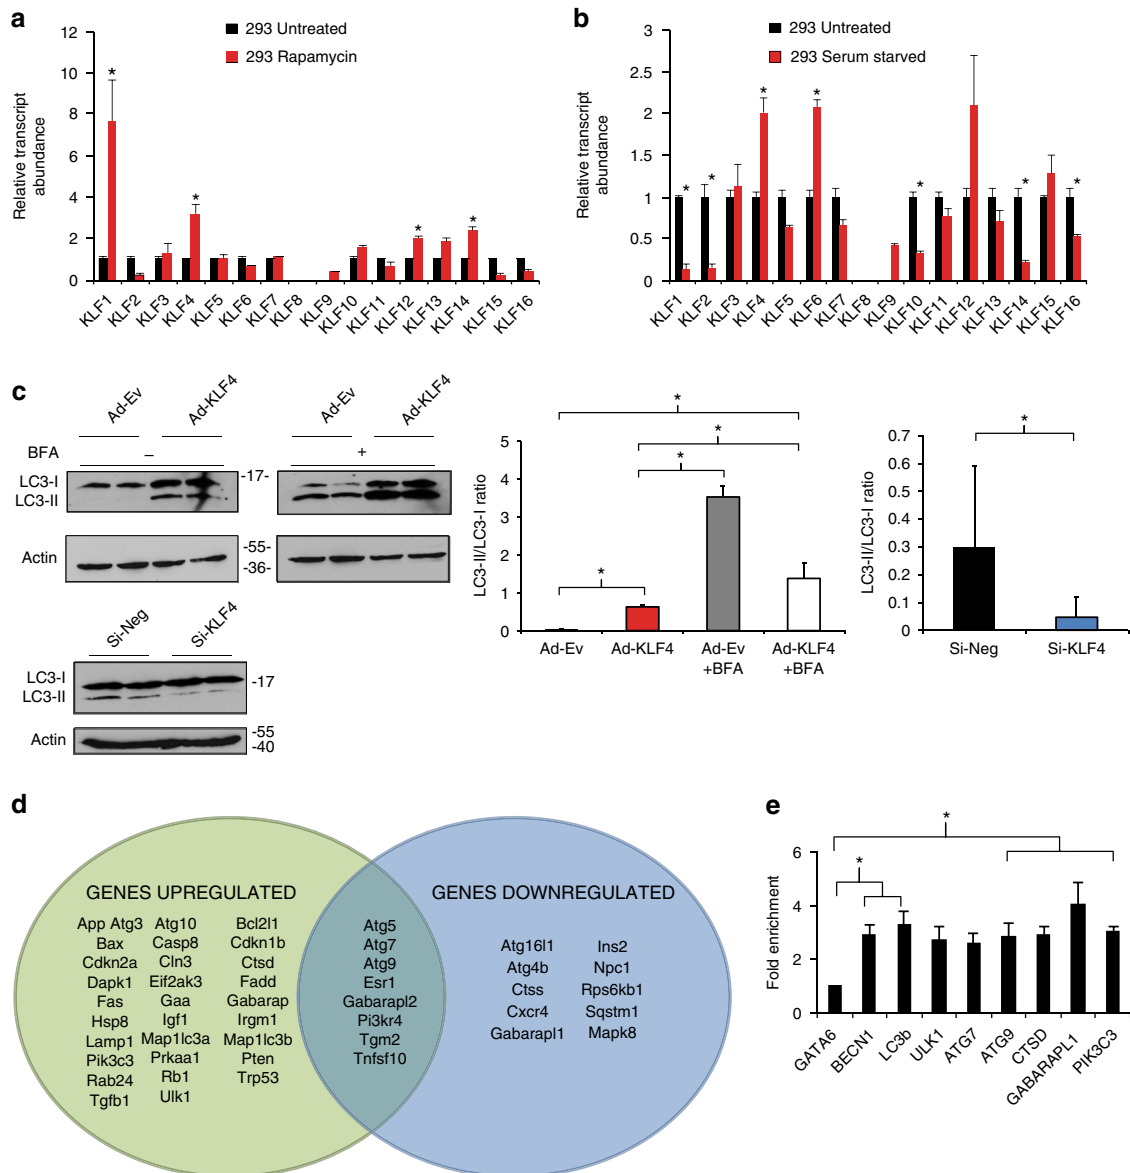 a
12
10
8
6
4
2
0
Relative transcript
abundance
293 Untreated
293 Rapamycin
*
*
*
*
KLF1
KLF2
KLF3
KLF4
KLF5
KLF6
KLF7
KLF8
KLF9
KLF10
KLF11
KLF12
KLF13
KLF14
KLF15
KLF16
b
3
2.5
2
1.5
1
0.5
0
Relative transcript
abundance
293 Untreated
293 Serum starved
*
*
*
*
*
*
*
KLF1
KLF2
KLF3
KLF4
KLF5
KLF6
KLF7
KLF8
KLF9
KLF10
KLF11
KLF12
KLF13
KLF14
KLF15
KLF16
c
Ad-Ev
Ad-KLF4
Ad-Ev
Ad-KLF4
BFA
–
+
LC3-I
LC3-II
-17-
Actin
-55-
-36-
Si-Neg
Si-KLF4
LC3-I
LC3-II
-17
Actin
-55
-40
LC3-II/LC3-I ratio
5
4
3
2
1
0
*
*
*
*
Ad-Ev
Ad-KLF4
Ad-Ev
+BFA
Ad-KLF4
+BFA
LC3-II/LC3-I ratio
0.7
0.6
0.5
0.4
0.3
0.2
0.1
0
*
Si-Neg
Si-KLF4
d
GENES UPREGULATED
App Atg3 Atg10 Bcl2l1
Bax Casp8 Cdkn1b
Cdkn2a Cln3 Ctsd
Dapk1 Eif2ak3 Fadd
Fas Gaa Gabarap
Hsp8 Igf1 Irgm1
Lamp1 Map1lc3a Map1lc3b
Pik3c3 Prkaa1 Pten
Rab24 Rb1 Trp53
Tgfb1 Ulk1
Atg5
Atg7
Atg9
Esr1
Gabarapl2
Pi3kr4
Tgm2
Tnfsf10
GENES DOWNREGULATED
Atg16l1 Ins2
Atg4b Npc1
Ctss Rps6kb1
Cxcr4 Sqstm1
Gabarapl1 Mapk8
e
Fold enrichment
6
4
2
0
*
*
GATA6
BECN1
LC3b
ULK1
ATG7
ATG9
CTSD
GABARAPL1
PIK3C3